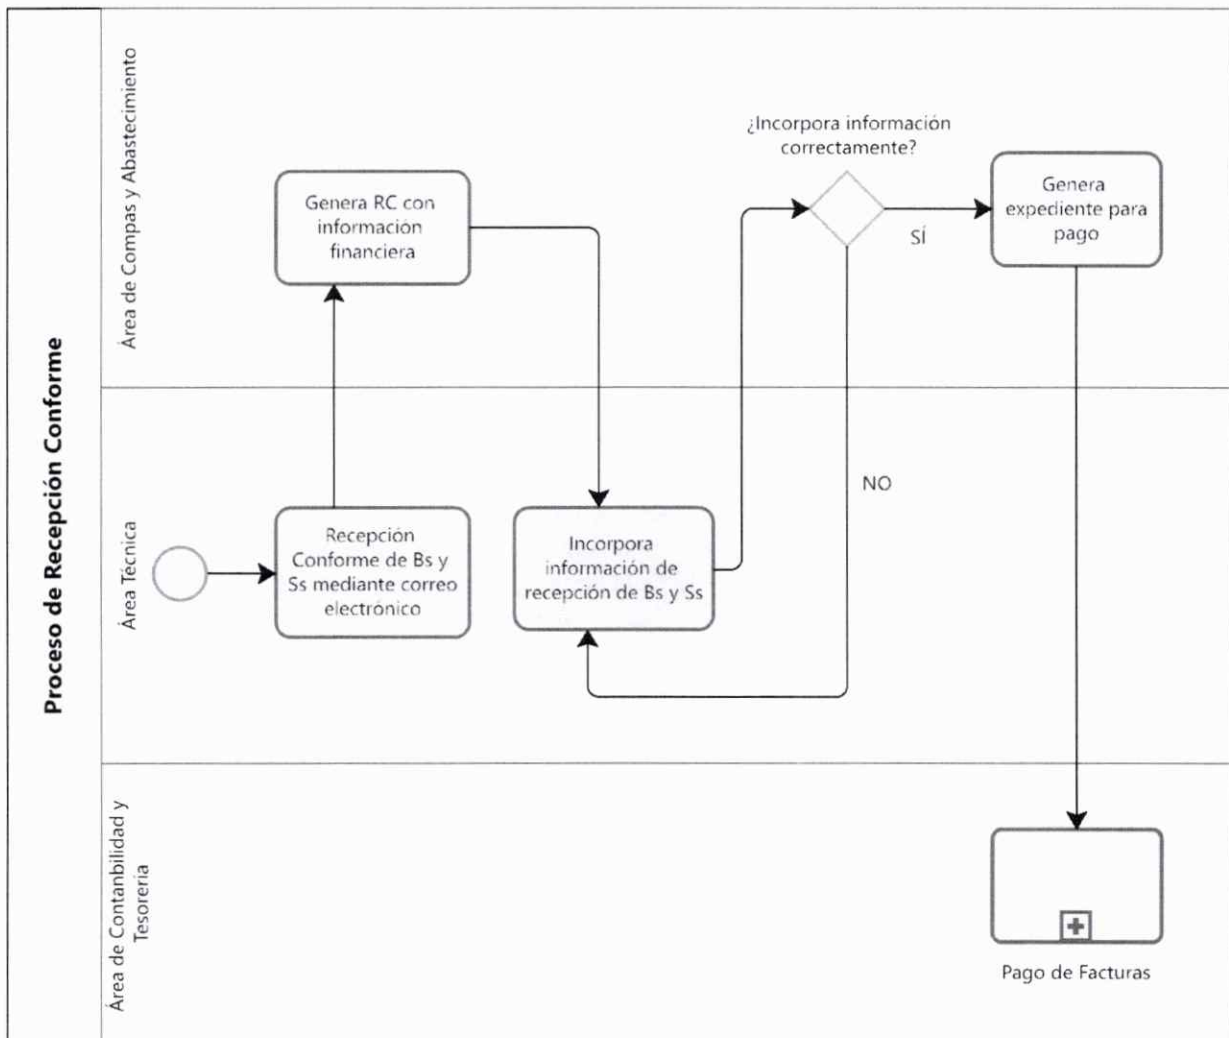 Proceso de Recepción Conforme
Área de Compas y Abastecimiento
¿Incorpora información
correctamente?
Genera RC con
información
financiera
Genera
expediente para
pago
SÍ
Área Técnica
NO
Recepción
Conforme de Bs y
Ss mediante correo
electrónico
Incorpora
información de
recepción de Bs y Ss
Área de Contanbilidad y
Tesorería
Pago de Facturas